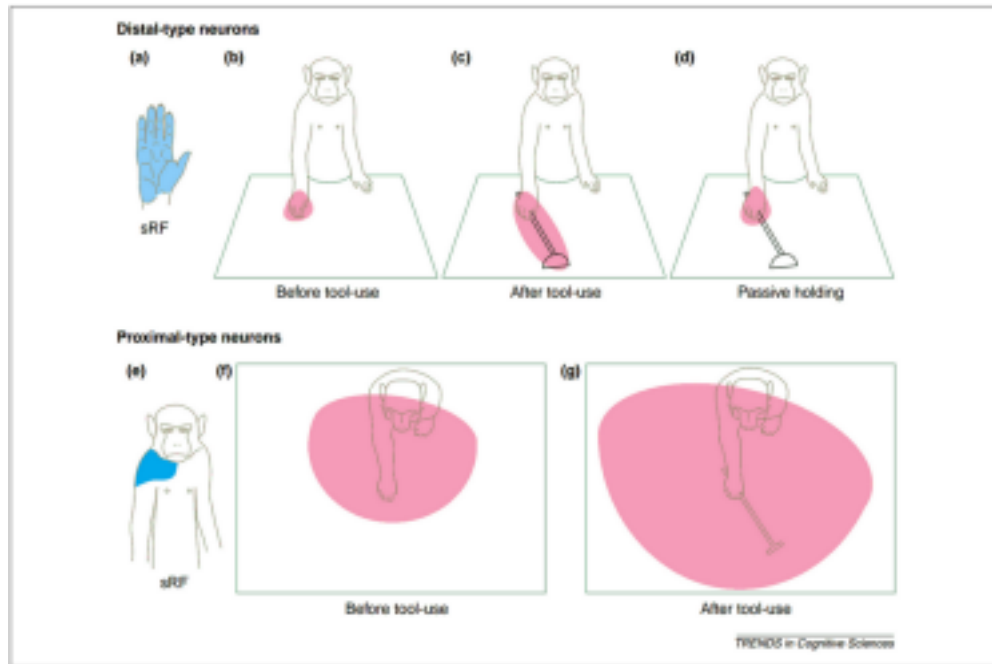 Distal-type neurons
(a) (b) (c) (d)
sRF
Before tool-use After tool-use Passive holding
Proximal-type neurons
(e) (f) (g)
sRF
Before tool-use After tool-use
TRENDS in Cognitive Sciences